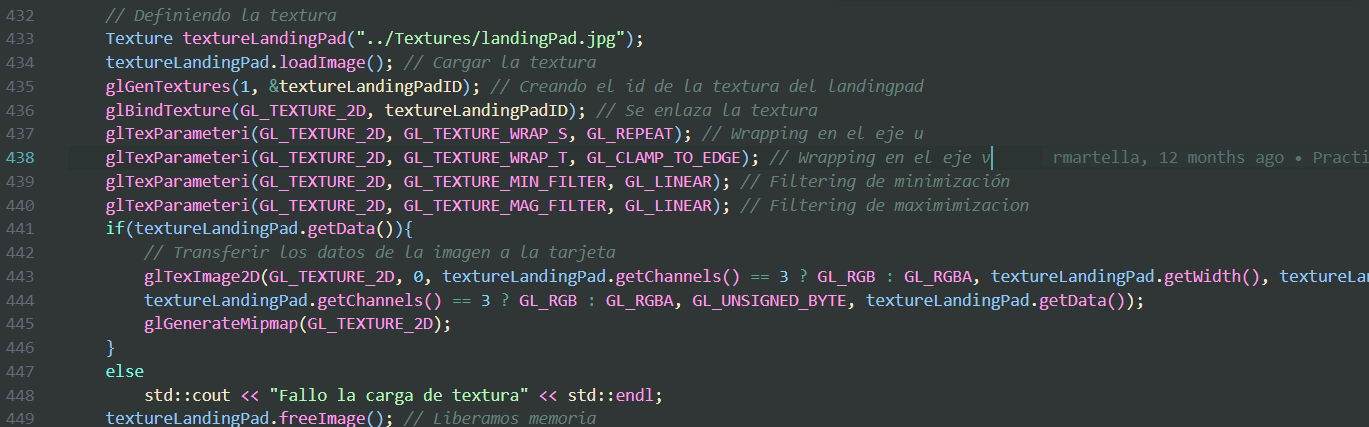 432 // Definiendo la textura
433 Texture textureLandingPad("../Textures/landingPad.jpg");
434 textureLandingPad.loadImage(); // Cargar la textura
435 glGenTextures(1, &textureLandingPadID); // Creando el id de la textura del landingpad
436 glBindTexture(GL_TEXTURE_2D, textureLandingPadID); // Se enlaza la textura
437 glTexParameteri(GL_TEXTURE_2D, GL_TEXTURE_WRAP_S, GL_REPEAT); // Wrapping en el eje u
438 glTexParameteri(GL_TEXTURE_2D, GL_TEXTURE_WRAP_T, GL_CLAMP_TO_EDGE); // Wrapping en el eje v rmartella, 12 months ago • Practi
439 glTexParameteri(GL_TEXTURE_2D, GL_TEXTURE_MIN_FILTER, GL_LINEAR); // Filtering de minimización
440 glTexParameteri(GL_TEXTURE_2D, GL_TEXTURE_MAG_FILTER, GL_LINEAR); // Filtering de maximimizacion
441 if(textureLandingPad.getData()){
442 // Transferir los datos de la imagen a la tarjeta
443 glTexImage2D(GL_TEXTURE_2D, 0, textureLandingPad.getChannels() == 3 ? GL_RGB : GL_RGBA, textureLandingPad.getWidth(), textureLan
444 textureLandingPad.getChannels() == 3 ? GL_RGB : GL_RGBA, GL_UNSIGNED_BYTE, textureLandingPad.getData());
445 glGenerateMipmap(GL_TEXTURE_2D);
446 }
447 else
448 std::cout << "Fallo la carga de textura" << std::endl;
449 textureLandingPad.freeImage(); // Liberamos memoria